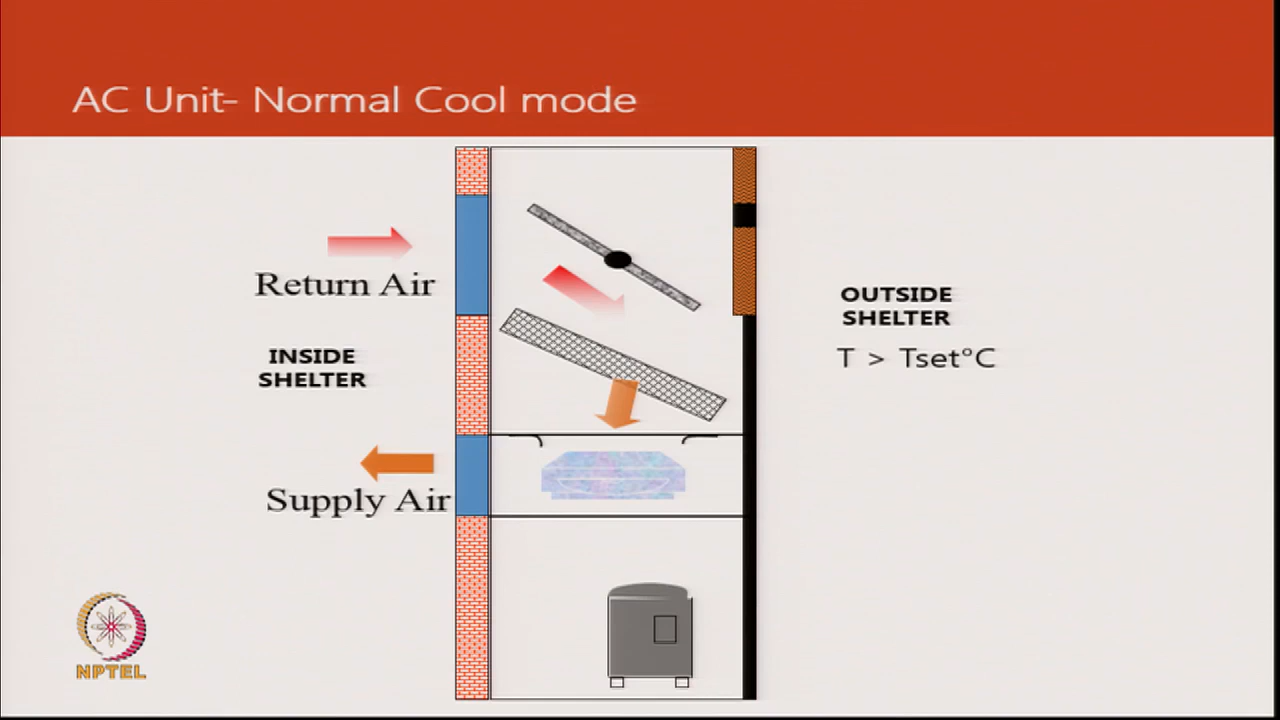 AC Unit- Normal Cool mode
Return Air
INSIDE
SHELTER
Supply Air
OUTSIDE
SHELTER
T > Tset°C
NPTEL